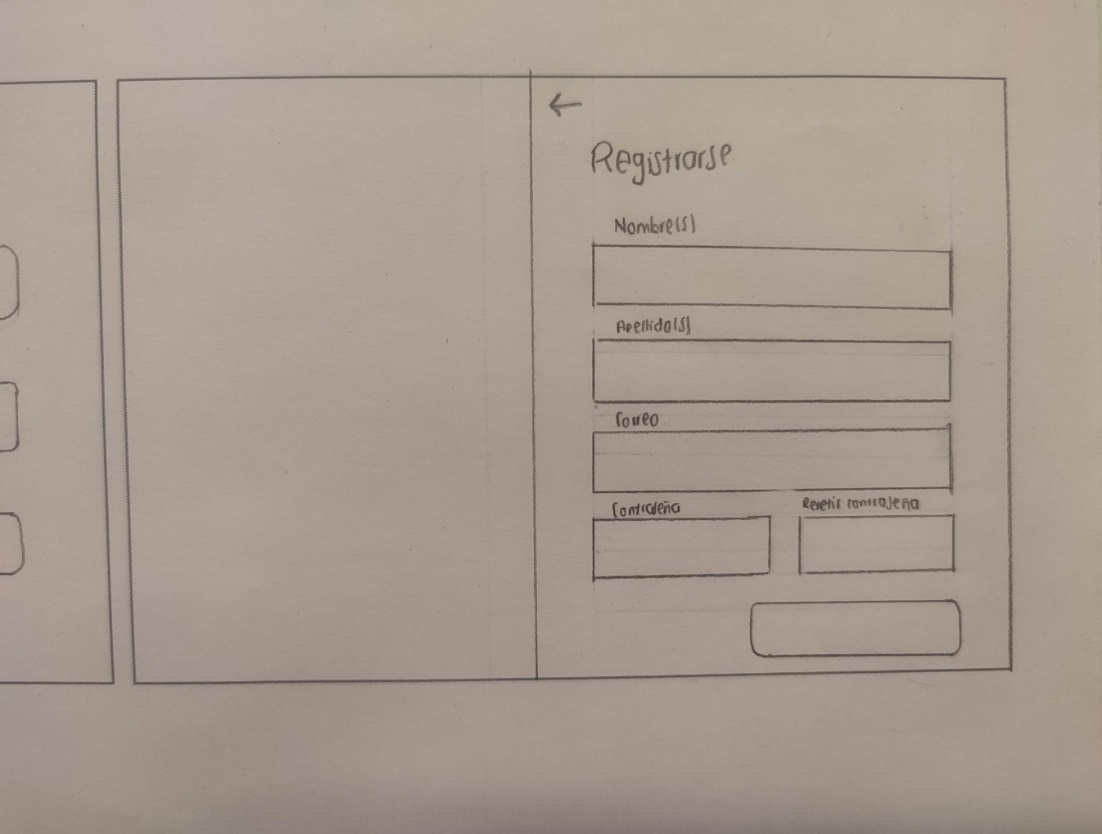 Registrarse
Nombre(s)
Apellido(s)
Correo
Contraseña
Repetir contraseña